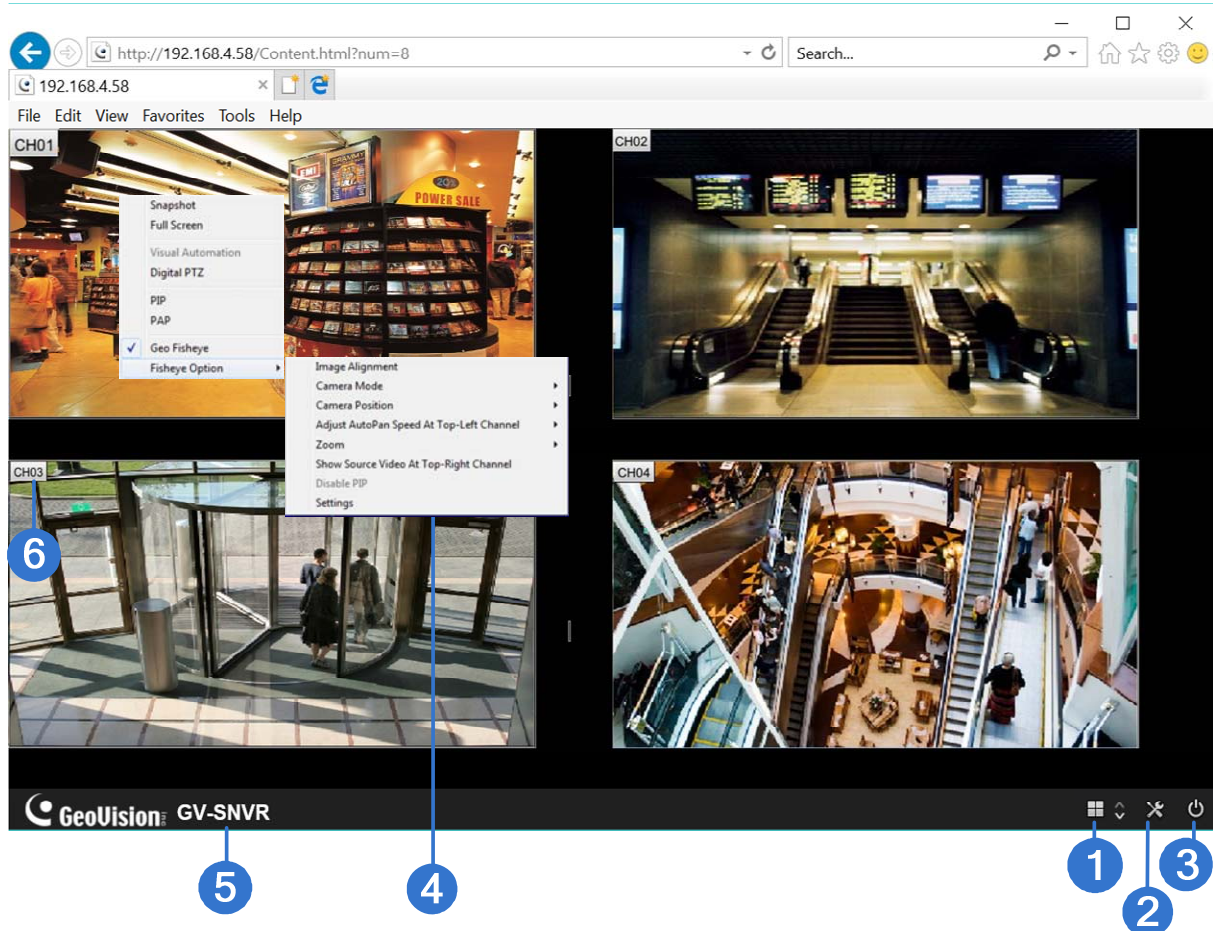 http://192.168.4.58/Content.html?num=8
Search...
192.168.4.58
File Edit View Favorites Tools Help
CH01
CH02
EMI
GRAMMY
20%
POWER SALE
Snapshot
Full Screen
Visual Automation
Digital PTZ
PIP
PAP
Geo Fisheye
Fisheye Option
Image Alignment
Camera Mode
Camera Position
Adjust AutoPan Speed At Top-Left Channel
Zoom
Show Source Video At Top-Right Channel
Disable PIP
Settings
CH03
CH04
6
GeoVision GV-SNVR
1
2
3
4
5